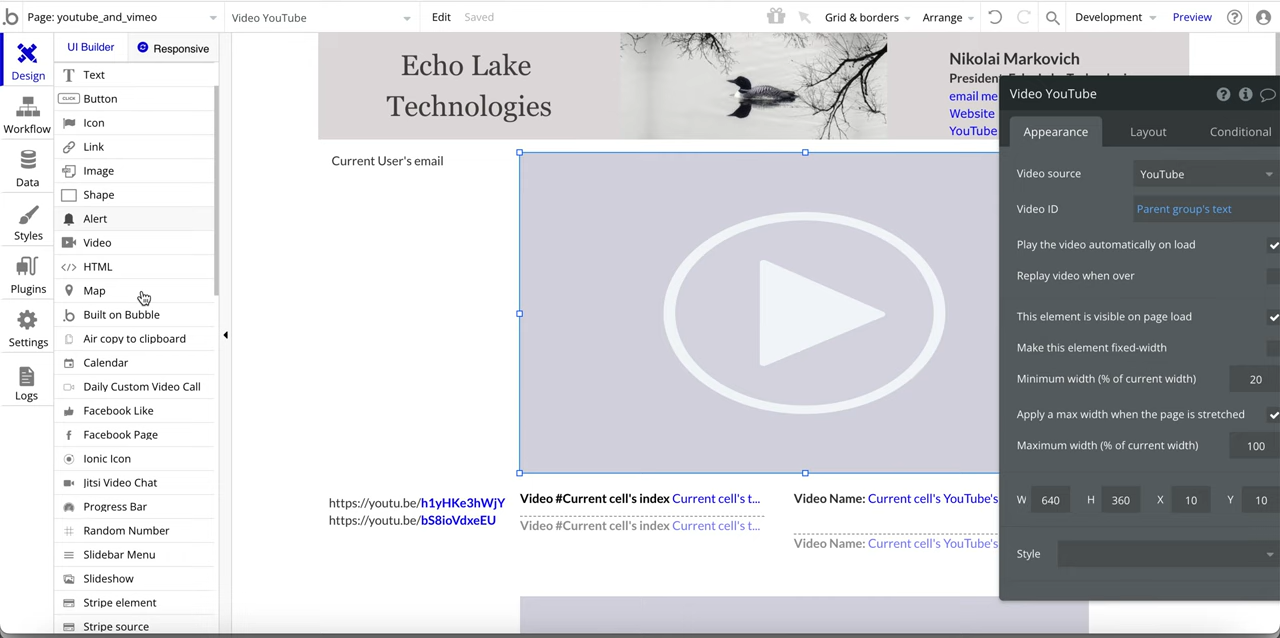 Page: youtube_and_vimeo
Video YouTube
Edit
Saved
Grid & borders
Arrange
Development
Preview
Design
Workflow
Data
Styles
Plugins
Settings
Logs
UI Builder
Responsive
Text
CLICK
Button
Icon
Link
Image
Shape
Alert
Video
HTML
Map
Built on Bubble
Air copy to clipboard
Calendar
Daily Custom Video Call
Facebook Like
Facebook Page
Ionic Icon
Jitsi Video Chat
Progress Bar
Random Number
Slidebar Menu
Slideshow
Stripe element
Stripe source
Echo Lake
Technologies
Nikolai Markovich
email me
Website
YouTube
Current User's email
https://youtu.be/h1yHKe3hWjY
https://youtu.be/bS8ioVdxeEU
Video #Current cell's index Current cell's t...
Video #Current cell's index Current cell's t...
Video Name: Current cell's YouTube's
Video Name: Current cell's YouTube's
Video YouTube
Appearance
Layout
Conditional
Video source
YouTube
Video ID
Parent group's text
Play the video automatically on load
Replay video when over
This element is visible on page load
Make this element fixed-width
Minimum width (% of current width)
20
Apply a max width when the page is stretched
Maximum width (% of current width)
100
W 640 H 360 X 10 Y 10
Style